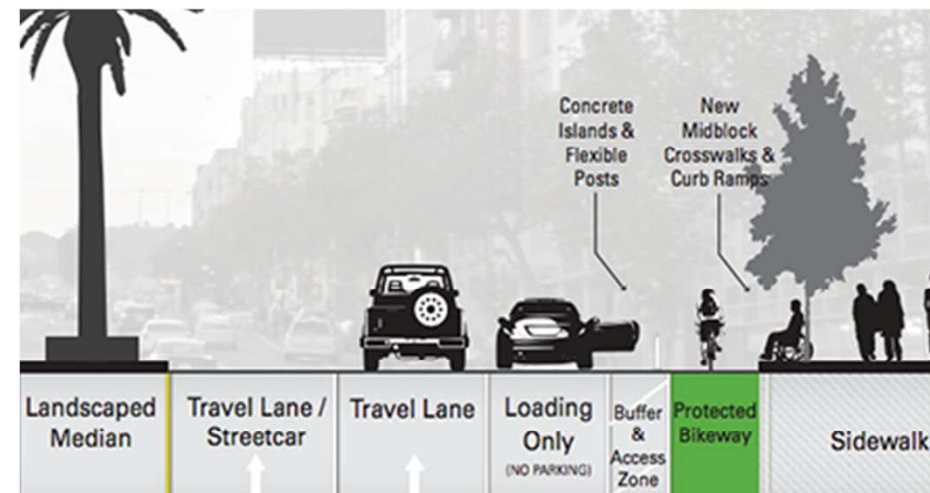 Concrete
Islands &
Flexible
Posts
New
Midblock
Crosswalks &
Curb Ramps
Landscaped
Median
Travel Lane /
Streetcar
Travel Lane
Loading
Only
(NO PARKING)
Buffer
&
Access
Zone
Protected
Bikeway
Sidewalk